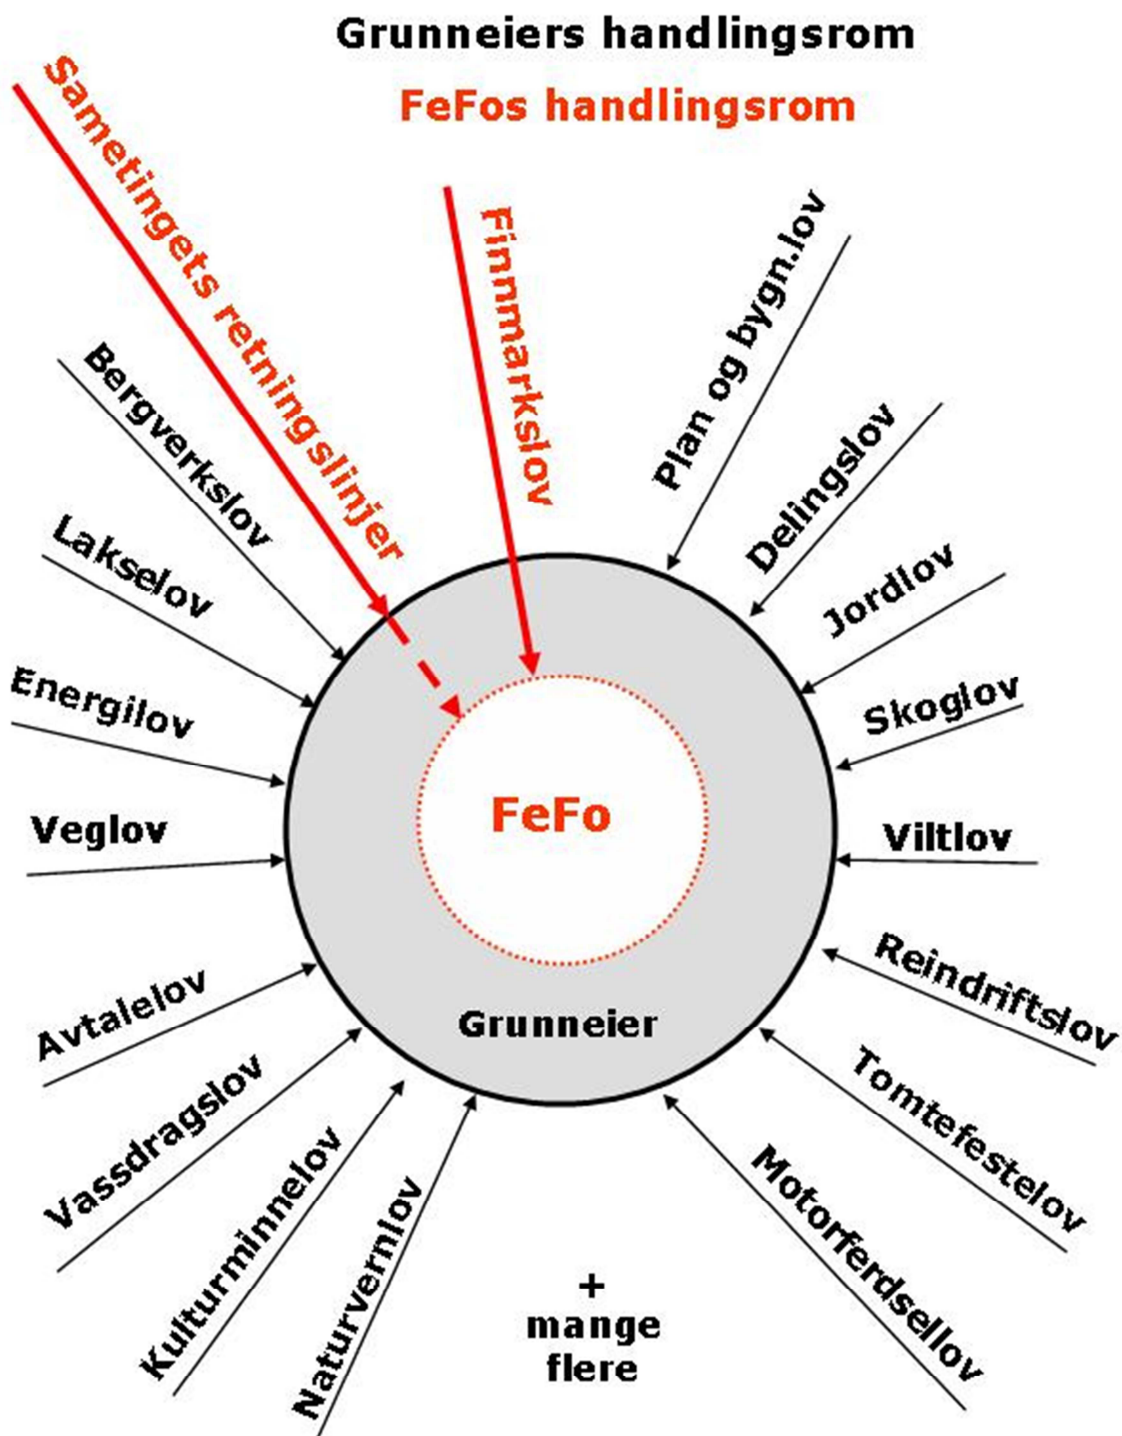 Grunneiers handlingsrom
FeFos handlingsrom
Sametingets retningslinjer
Finnmarkslov
Plan og bygn.lov
Delingslov
Jordlov
Skoglov
Viltlov
Reindriftslov
Tomtefestelov
Motorferdsellov
Bergverkslov
Lakselov
Energilov
Veglov
Avtalelov
Vassdragslov
Kulturminnelov
Naturvernlov
FeFo
Grunneier
+
mange
flere